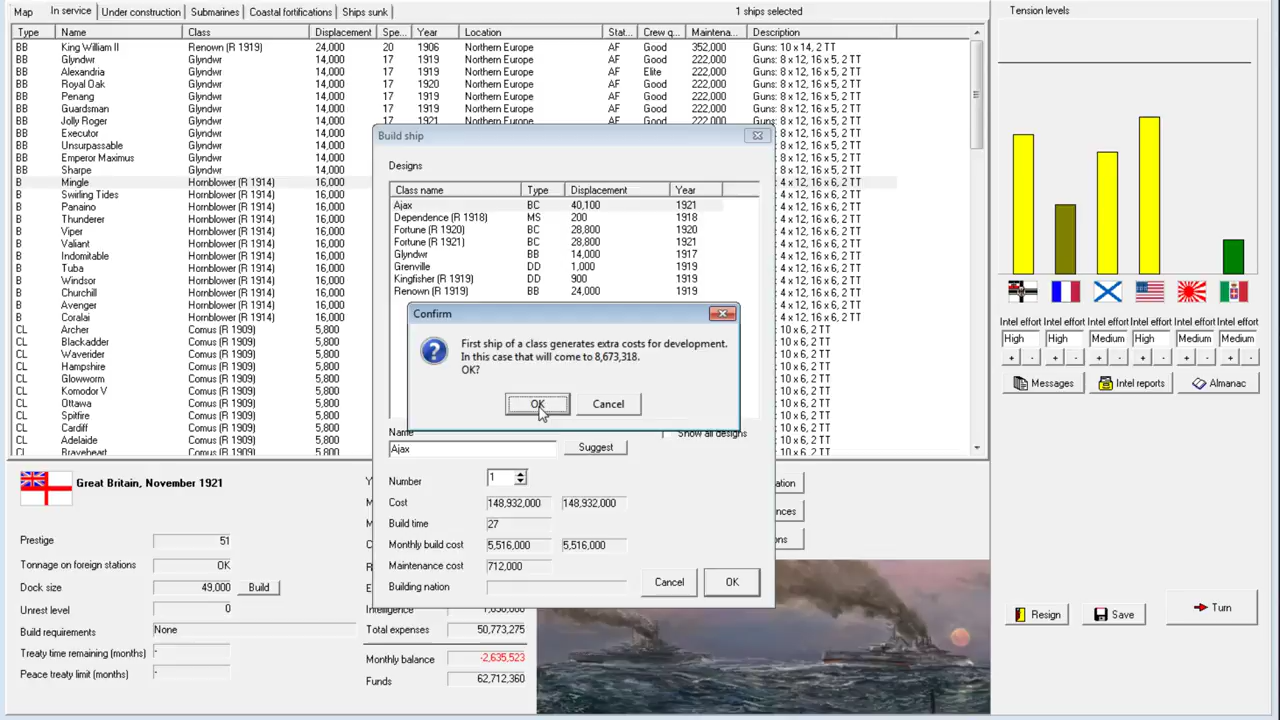 Map In service Under construction Submarines Coastal fortifications Ships sunk 1 ships selected Tension levels
Type Name Class Displacement Spe... Year Location Stat... Crew q... Maintena... Description
BB King William II Renown (R 1919) 24,000 20 1906 Northern Europe AF Good 352,000 Guns: 10 x 14, 2 TT
BB Glyndwr Glyndwr 14,000 17 1919 Northern Europe AF Good 222,000 Guns: 8 x 12, 16 x 5, 2 TT
BB Alexandria Glyndwr 14,000 17 1919 Northern Europe AF Elite 222,000 Guns: 8 x 12, 16 x 5, 2 TT
BB Royal Oak Glyndwr 14,000 17 1920 Northern Europe AF Good 222,000 Guns: 8 x 12, 16 x 5, 2 TT
BB Penang Glyndwr 14,000 17 1919 Northern Europe AF Good 222,000 Guns: 8 x 12, 16 x 5, 2 TT
BB Guardsman Glyndwr 14,000 17 1919 Northern Europe AF Good 222,000 Guns: 8 x 12, 16 x 5, 2 TT
BB Jolly Roger Glyndwr 14,000 17 1921 Northern Europe AF Good 222,000 Guns: 8 x 12, 16 x 5, 2 TT
BB Executor Glyndwr 14,000 8 x 12, 16 x 5, 2 TT
BB Unsurpassable Glyndwr 14,000 8 x 12, 16 x 5, 2 TT
BB Emperor Maximus Glyndwr 14,000 8 x 12, 16 x 5, 2 TT
BB Sharpe Glyndwr 14,000 8 x 12, 16 x 5, 2 TT
B Mingle Hornblower (R 1914) 16,000 4 x 12, 16 x 6, 2 TT
B Swirling Tides Hornblower (R 1914) 16,000 4 x 12, 16 x 6, 2 TT
B Panaino Hornblower (R 1914) 16,000 4 x 12, 16 x 6, 2 TT
B Thunderer Hornblower (R 1914) 16,000 4 x 12, 16 x 6, 2 TT
B Viper Hornblower (R 1914) 16,000 4 x 12, 16 x 6, 2 TT
B Valiant Hornblower (R 1914) 16,000 4 x 12, 16 x 6, 2 TT
B Indomitable Hornblower (R 1914) 16,000 4 x 12, 16 x 6, 2 TT
B Tuba Hornblower (R 1914) 16,000 4 x 12, 16 x 6, 2 TT
B Windsor Hornblower (R 1914) 16,000 4 x 12, 16 x 6, 2 TT
B Churchill Hornblower (R 1914) 16,000 4 x 12, 16 x 6, 2 TT
B Avenger Hornblower (R 1914) 16,000 4 x 12, 16 x 6, 2 TT
B Coralai Hornblower (R 1914) 16,000 4 x 12, 16 x 6, 2 TT
CL Archer Comus (R 1909) 5,800 10 x 6, 2 TT
CL Blackwater Comus (R 1909) 5,800 10 x 6, 2 TT
CL Waverider Comus (R 1909) 5,800 10 x 6, 2 TT
CL Hampshire Comus (R 1909) 5,800 10 x 6, 2 TT
CL Glowworm Comus (R 1909) 5,800 10 x 6, 2 TT
CL Komodor V Comus (R 1909) 5,800 10 x 6, 2 TT
CL Ottawa Comus (R 1909) 5,800 10 x 6, 2 TT
CL Spitfire Comus (R 1909) 5,800 10 x 6, 2 TT
CL Cardiff Comus (R 1909) 5,800 10 x 6, 2 TT
CL Adelaide Comus (R 1909) 5,800 10 x 6, 2 TT
CL Braveheart Comus (R 1909) 5,800 10 x 6, 2 TT
Build ship
Designs
Class name Type Displacement Year
Ajax BC 40,100 1921
Dependence (R 1918) MS 200 1918
Fortune (R 1920) BC 28,800 1920
Fortune (R 1921) BC 28,800 1921
Glyndwr BB 14,000 1917
Grenville DD 1,000 1919
Kingfisher (R 1919) DD 900 1919
Renown (R 1919) BB 24,000 1919
Confirm
First ship of a class generates extra costs for development.
In this case that will come to 8,673,318.
OK?
OK Cancel
Name Show all designs
Ajax Suggest
Number 1
Cost 148,932,000 148,932,000
Build time 27
Monthly build cost 5,516,000 5,516,000
Maintenance cost 712,000
Building nation
Cancel OK
Intel effort Intel effort Intel effort Intel effort Intel effort Intel effort
High High Medium High Medium Medium
+ - + - + - + - + - + -
Messages Intel reports Almanac
Great Britain, November 1921
Prestige 51
Tonnage on foreign stations OK
Dock size 49,000 Build
Unrest level 0
Build requirements None
Treaty time remaining (months) -
Peace treaty limit (months) -
Intelligence
Total expenses 50,773,275
Monthly balance -2,635,523
Funds 62,712,360
Resign Save Turn